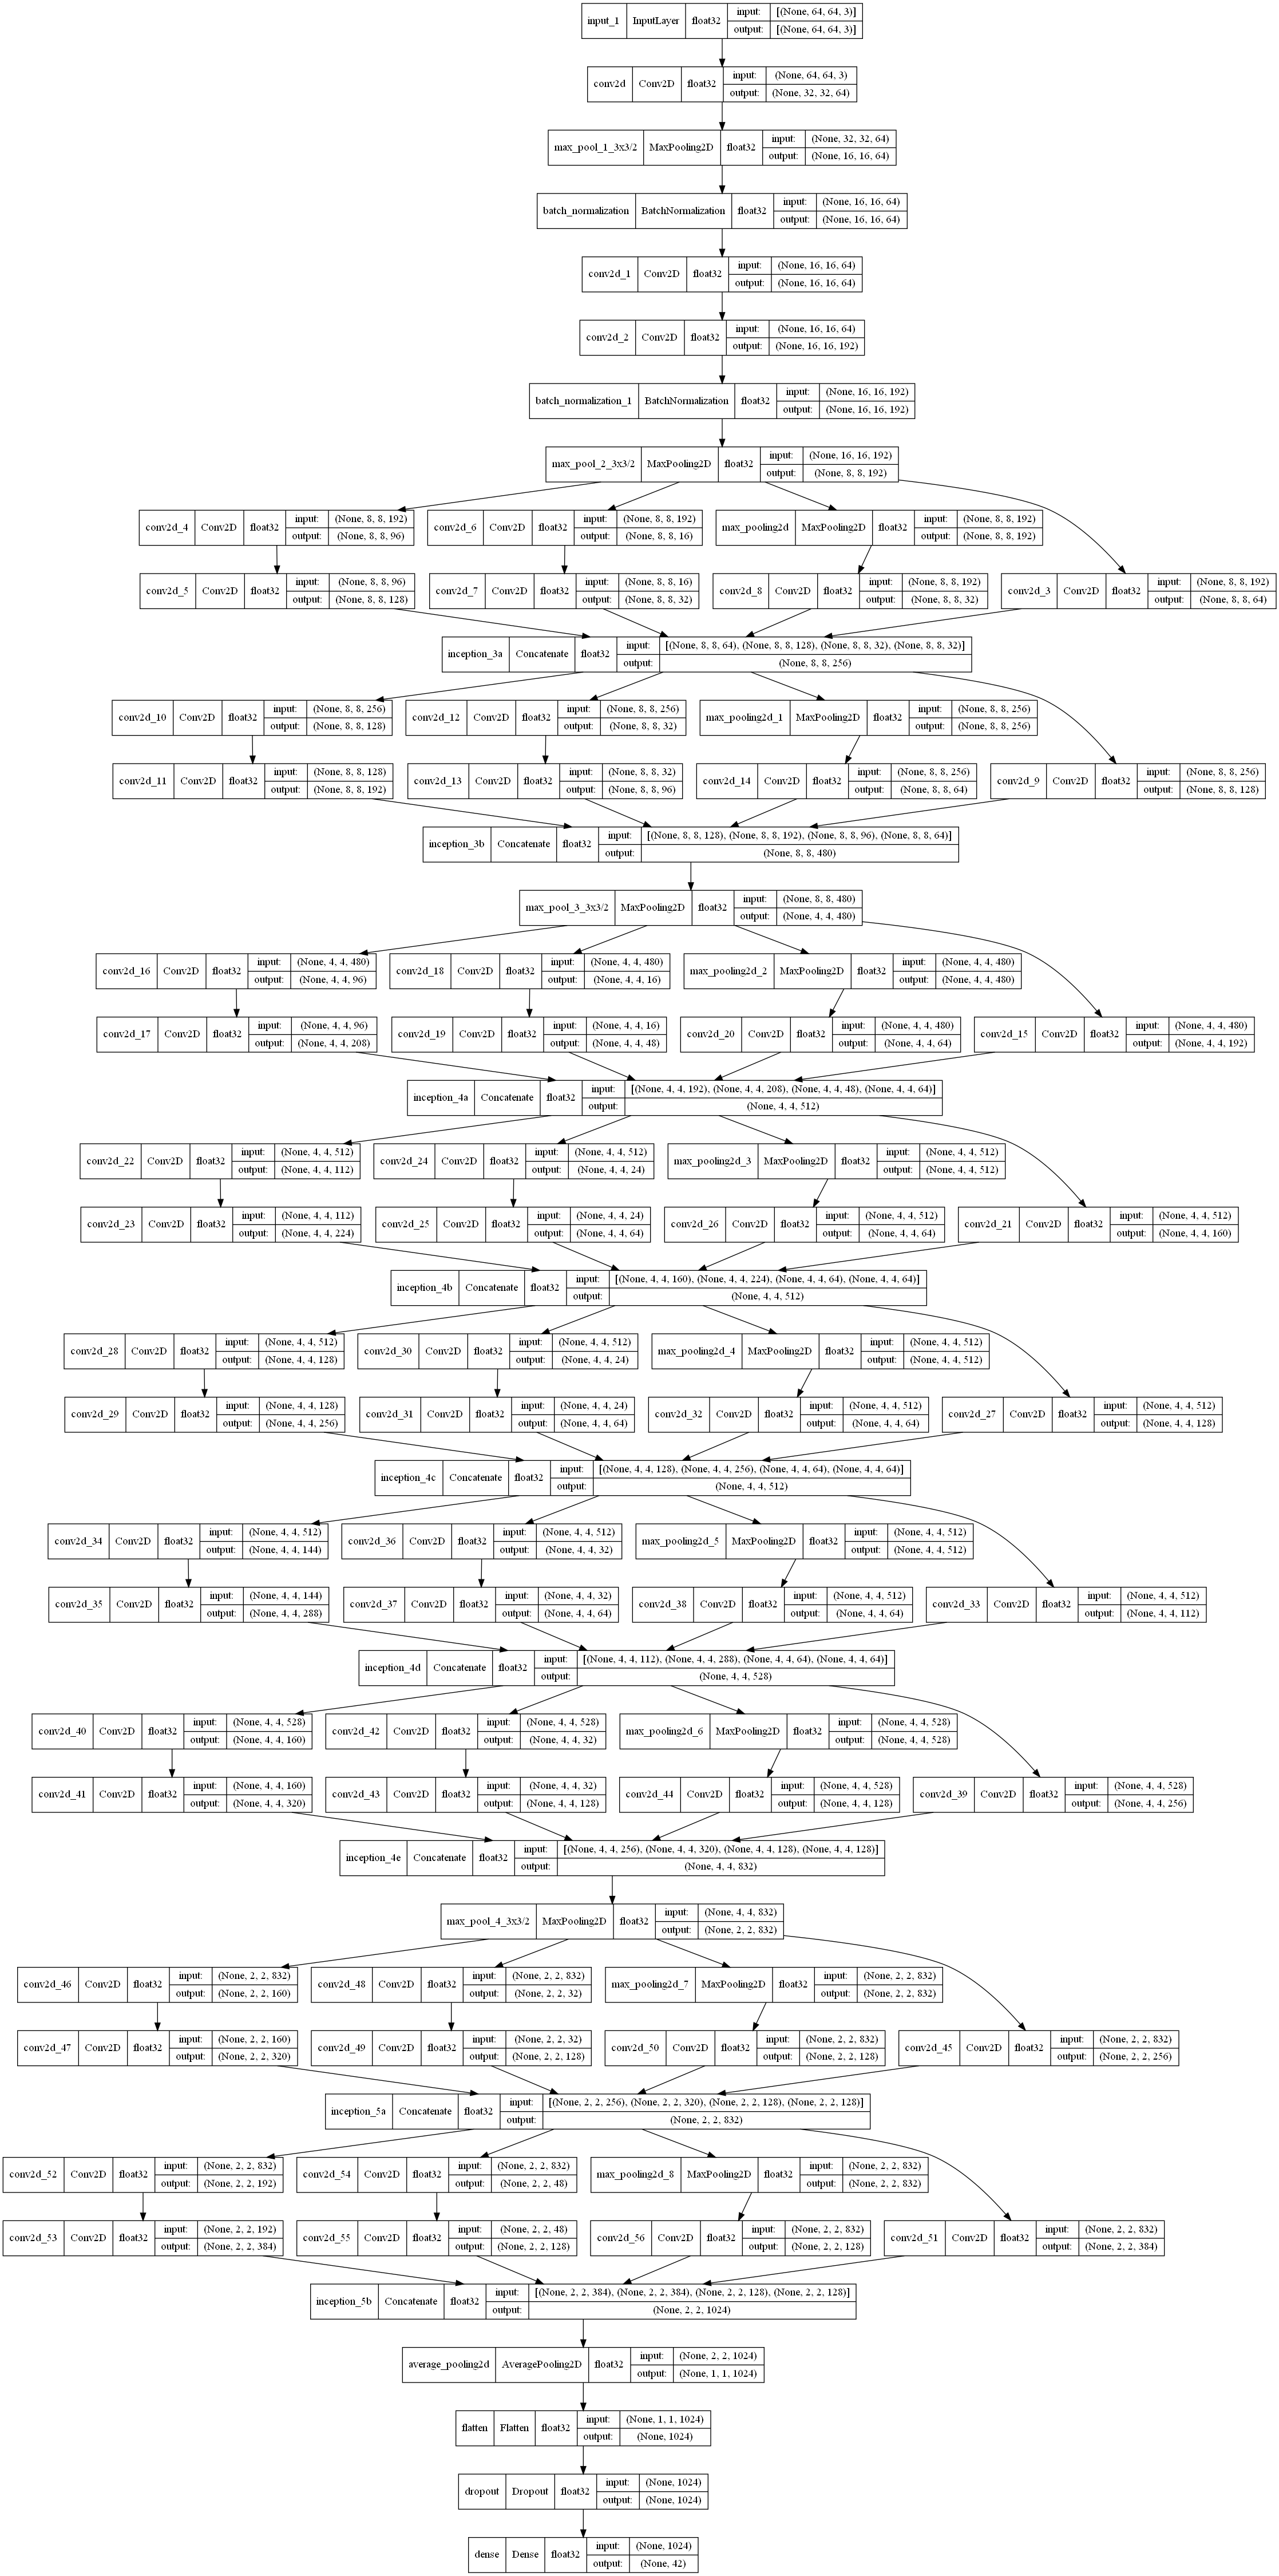 input_1 InputLayer float32 input: [(None, 64, 64, 3)]
output: [(None, 64, 64, 3)]
conv2d Conv2D float32 input: (None, 64, 64, 3)
output: (None, 32, 32, 64)
max_pool_1_3x3/2 MaxPooling2D float32 input: (None, 32, 32, 64)
output: (None, 16, 16, 64)
batch_normalization BatchNormalization float32 input: (None, 16, 16, 64)
output: (None, 16, 16, 64)
conv2d_1 Conv2D float32 input: (None, 16, 16, 64)
output: (None, 16, 16, 64)
conv2d_2 Conv2D float32 input: (None, 16, 16, 64)
output: (None, 16, 16, 192)
batch_normalization_1 BatchNormalization float32 input: (None, 16, 16, 192)
output: (None, 16, 16, 192)
max_pool_2_3x3/2 MaxPooling2D float32 input: (None, 16, 16, 192)
output: (None, 8, 8, 192)
conv2d_4 Conv2D float32 input: (None, 8, 8, 192)
output: (None, 8, 8, 96)
conv2d_6 Conv2D float32 input: (None, 8, 8, 192)
output: (None, 8, 8, 16)
max_pooling2d MaxPooling2D float32 input: (None, 8, 8, 192)
output: (None, 8, 8, 192)
conv2d_5 Conv2D float32 input: (None, 8, 8, 96)
output: (None, 8, 8, 128)
conv2d_7 Conv2D float32 input: (None, 8, 8, 16)
output: (None, 8, 8, 32)
conv2d_8 Conv2D float32 input: (None, 8, 8, 192)
output: (None, 8, 8, 32)
conv2d_3 Conv2D float32 input: (None, 8, 8, 192)
output: (None, 8, 8, 64)
inception_3a Concatenate float32 input: [(None, 8, 8, 64), (None, 8, 8, 128), (None, 8, 8, 32), (None, 8, 8, 32)]
output: (None, 8, 8, 256)
conv2d_10 Conv2D float32 input: (None, 8, 8, 256)
output: (None, 8, 8, 128)
conv2d_12 Conv2D float32 input: (None, 8, 8, 256)
output: (None, 8, 8, 32)
max_pooling2d_1 MaxPooling2D float32 input: (None, 8, 8, 256)
output: (None, 8, 8, 256)
conv2d_11 Conv2D float32 input: (None, 8, 8, 128)
output: (None, 8, 8, 192)
conv2d_13 Conv2D float32 input: (None, 8, 8, 32)
output: (None, 8, 8, 96)
conv2d_14 Conv2D float32 input: (None, 8, 8, 256)
output: (None, 8, 8, 64)
conv2d_9 Conv2D float32 input: (None, 8, 8, 256)
output: (None, 8, 8, 128)
inception_3b Concatenate float32 input: [(None, 8, 8, 128), (None, 8, 8, 192), (None, 8, 8, 96), (None, 8, 8, 64)]
output: (None, 8, 8, 480)
max_pool_3_3x3/2 MaxPooling2D float32 input: (None, 8, 8, 480)
output: (None, 4, 4, 480)
conv2d_16 Conv2D float32 input: (None, 4, 4, 480)
output: (None, 4, 4, 96)
conv2d_18 Conv2D float32 input: (None, 4, 4, 480)
output: (None, 4, 4, 16)
max_pooling2d_2 MaxPooling2D float32 input: (None, 4, 4, 480)
output: (None, 4, 4, 480)
conv2d_17 Conv2D float32 input: (None, 4, 4, 96)
output: (None, 4, 4, 208)
conv2d_19 Conv2D float32 input: (None, 4, 4, 16)
output: (None, 4, 4, 48)
conv2d_20 Conv2D float32 input: (None, 4, 4, 480)
output: (None, 4, 4, 64)
conv2d_15 Conv2D float32 input: (None, 4, 4, 480)
output: (None, 4, 4, 192)
inception_4a Concatenate float32 input: [(None, 4, 4, 192), (None, 4, 4, 208), (None, 4, 4, 48), (None, 4, 4, 64)]
output: (None, 4, 4, 512)
conv2d_22 Conv2D float32 input: (None, 4, 4, 512)
output: (None, 4, 4, 112)
conv2d_24 Conv2D float32 input: (None, 4, 4, 512)
output: (None, 4, 4, 24)
max_pooling2d_3 MaxPooling2D float32 input: (None, 4, 4, 512)
output: (None, 4, 4, 512)
conv2d_23 Conv2D float32 input: (None, 4, 4, 112)
output: (None, 4, 4, 224)
conv2d_25 Conv2D float32 input: (None, 4, 4, 24)
output: (None, 4, 4, 64)
conv2d_26 Conv2D float32 input: (None, 4, 4, 512)
output: (None, 4, 4, 64)
conv2d_21 Conv2D float32 input: (None, 4, 4, 512)
output: (None, 4, 4, 160)
inception_4b Concatenate float32 input: [(None, 4, 4, 160), (None, 4, 4, 224), (None, 4, 4, 64), (None, 4, 4, 64)]
output: (None, 4, 4, 512)
conv2d_28 Conv2D float32 input: (None, 4, 4, 512)
output: (None, 4, 4, 128)
conv2d_30 Conv2D float32 input: (None, 4, 4, 512)
output: (None, 4, 4, 24)
max_pooling2d_4 MaxPooling2D float32 input: (None, 4, 4, 512)
output: (None, 4, 4, 512)
conv2d_29 Conv2D float32 input: (None, 4, 4, 128)
output: (None, 4, 4, 256)
conv2d_31 Conv2D float32 input: (None, 4, 4, 24)
output: (None, 4, 4, 64)
conv2d_32 Conv2D float32 input: (None, 4, 4, 512)
output: (None, 4, 4, 64)
conv2d_27 Conv2D float32 input: (None, 4, 4, 512)
output: (None, 4, 4, 128)
inception_4c Concatenate float32 input: [(None, 4, 4, 128), (None, 4, 4, 256), (None, 4, 4, 64), (None, 4, 4, 64)]
output: (None, 4, 4, 512)
conv2d_34 Conv2D float32 input: (None, 4, 4, 512)
output: (None, 4, 4, 144)
conv2d_36 Conv2D float32 input: (None, 4, 4, 512)
output: (None, 4, 4, 32)
max_pooling2d_5 MaxPooling2D float32 input: (None, 4, 4, 512)
output: (None, 4, 4, 512)
conv2d_35 Conv2D float32 input: (None, 4, 4, 144)
output: (None, 4, 4, 288)
conv2d_37 Conv2D float32 input: (None, 4, 4, 32)
output: (None, 4, 4, 64)
conv2d_38 Conv2D float32 input: (None, 4, 4, 512)
output: (None, 4, 4, 64)
conv2d_33 Conv2D float32 input: (None, 4, 4, 512)
output: (None, 4, 4, 112)
inception_4d Concatenate float32 input: [(None, 4, 4, 112), (None, 4, 4, 288), (None, 4, 4, 64), (None, 4, 4, 64)]
output: (None, 4, 4, 528)
conv2d_40 Conv2D float32 input: (None, 4, 4, 528)
output: (None, 4, 4, 160)
conv2d_42 Conv2D float32 input: (None, 4, 4, 528)
output: (None, 4, 4, 32)
max_pooling2d_6 MaxPooling2D float32 input: (None, 4, 4, 528)
output: (None, 4, 4, 528)
conv2d_41 Conv2D float32 input: (None, 4, 4, 160)
output: (None, 4, 4, 320)
conv2d_43 Conv2D float32 input: (None, 4, 4, 32)
output: (None, 4, 4, 128)
conv2d_44 Conv2D float32 input: (None, 4, 4, 528)
output: (None, 4, 4, 128)
conv2d_39 Conv2D float32 input: (None, 4, 4, 528)
output: (None, 4, 4, 256)
inception_4e Concatenate float32 input: [(None, 4, 4, 256), (None, 4, 4, 320), (None, 4, 4, 128), (None, 4, 4, 128)]
output: (None, 4, 4, 832)
max_pool_4_3x3/2 MaxPooling2D float32 input: (None, 4, 4, 832)
output: (None, 2, 2, 832)
conv2d_46 Conv2D float32 input: (None, 2, 2, 832)
output: (None, 2, 2, 160)
conv2d_48 Conv2D float32 input: (None, 2, 2, 832)
output: (None, 2, 2, 32)
max_pooling2d_7 MaxPooling2D float32 input: (None, 2, 2, 832)
output: (None, 2, 2, 832)
conv2d_47 Conv2D float32 input: (None, 2, 2, 160)
output: (None, 2, 2, 320)
conv2d_49 Conv2D float32 input: (None, 2, 2, 32)
output: (None, 2, 2, 128)
conv2d_50 Conv2D float32 input: (None, 2, 2, 832)
output: (None, 2, 2, 128)
conv2d_45 Conv2D float32 input: (None, 2, 2, 832)
output: (None, 2, 2, 256)
inception_5a Concatenate float32 input: [(None, 2, 2, 256), (None, 2, 2, 320), (None, 2, 2, 128), (None, 2, 2, 128)]
output: (None, 2, 2, 832)
conv2d_52 Conv2D float32 input: (None, 2, 2, 832)
output: (None, 2, 2, 192)
conv2d_54 Conv2D float32 input: (None, 2, 2, 832)
output: (None, 2, 2, 48)
max_pooling2d_8 MaxPooling2D float32 input: (None, 2, 2, 832)
output: (None, 2, 2, 832)
conv2d_53 Conv2D float32 input: (None, 2, 2, 192)
output: (None, 2, 2, 384)
conv2d_55 Conv2D float32 input: (None, 2, 2, 48)
output: (None, 2, 2, 128)
conv2d_56 Conv2D float32 input: (None, 2, 2, 832)
output: (None, 2, 2, 128)
conv2d_51 Conv2D float32 input: (None, 2, 2, 832)
output: (None, 2, 2, 384)
inception_5b Concatenate float32 input: [(None, 2, 2, 384), (None, 2, 2, 384), (None, 2, 2, 128), (None, 2, 2, 128)]
output: (None, 2, 2, 1024)
average_pooling2d AveragePooling2D float32 input: (None, 2, 2, 1024)
output: (None, 1, 1, 1024)
flatten Flatten float32 input: (None, 1, 1, 1024)
output: (None, 1024)
dropout Dropout float32 input: (None, 1024)
output: (None, 1024)
dense Dense float32 input: (None, 1024)
output: (None, 42)